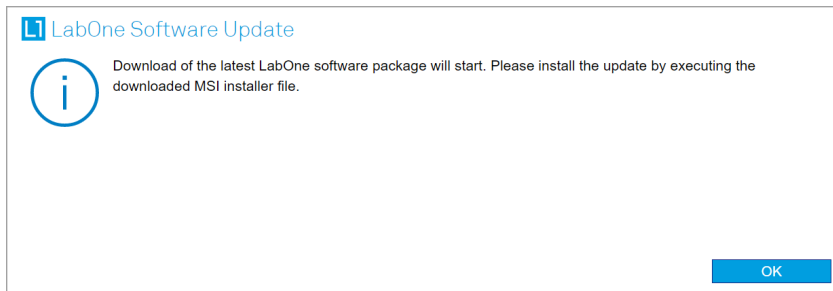 L1 LabOne Software Update
Download of the latest LabOne software package will start. Please install the update by executing the
downloaded MSI installer file.
i
OK